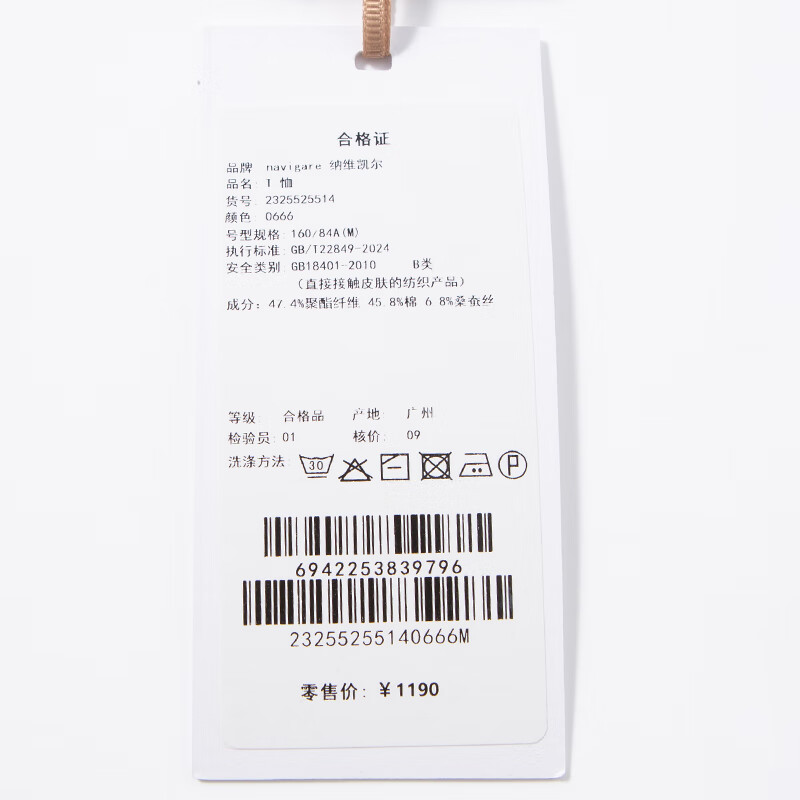 合格证
品牌: navigare 纳维凯尔
品名: T 恤
货号: 2325525514
颜色: 0666
号型规格: 160/84A(M)
执行标准: GB/T22849-2024
安全类别: GB18401-2010 B类
（直接接触皮肤的纺织产品）
成分: 47.4%聚酯纤维 45.8%棉 6.8%桑蚕丝
等级: 合格品 产地: 广州
检验员: 01 核价: 09
洗涤方法: 30 P
6942253839796
23255255140666M
零售价: ¥1190